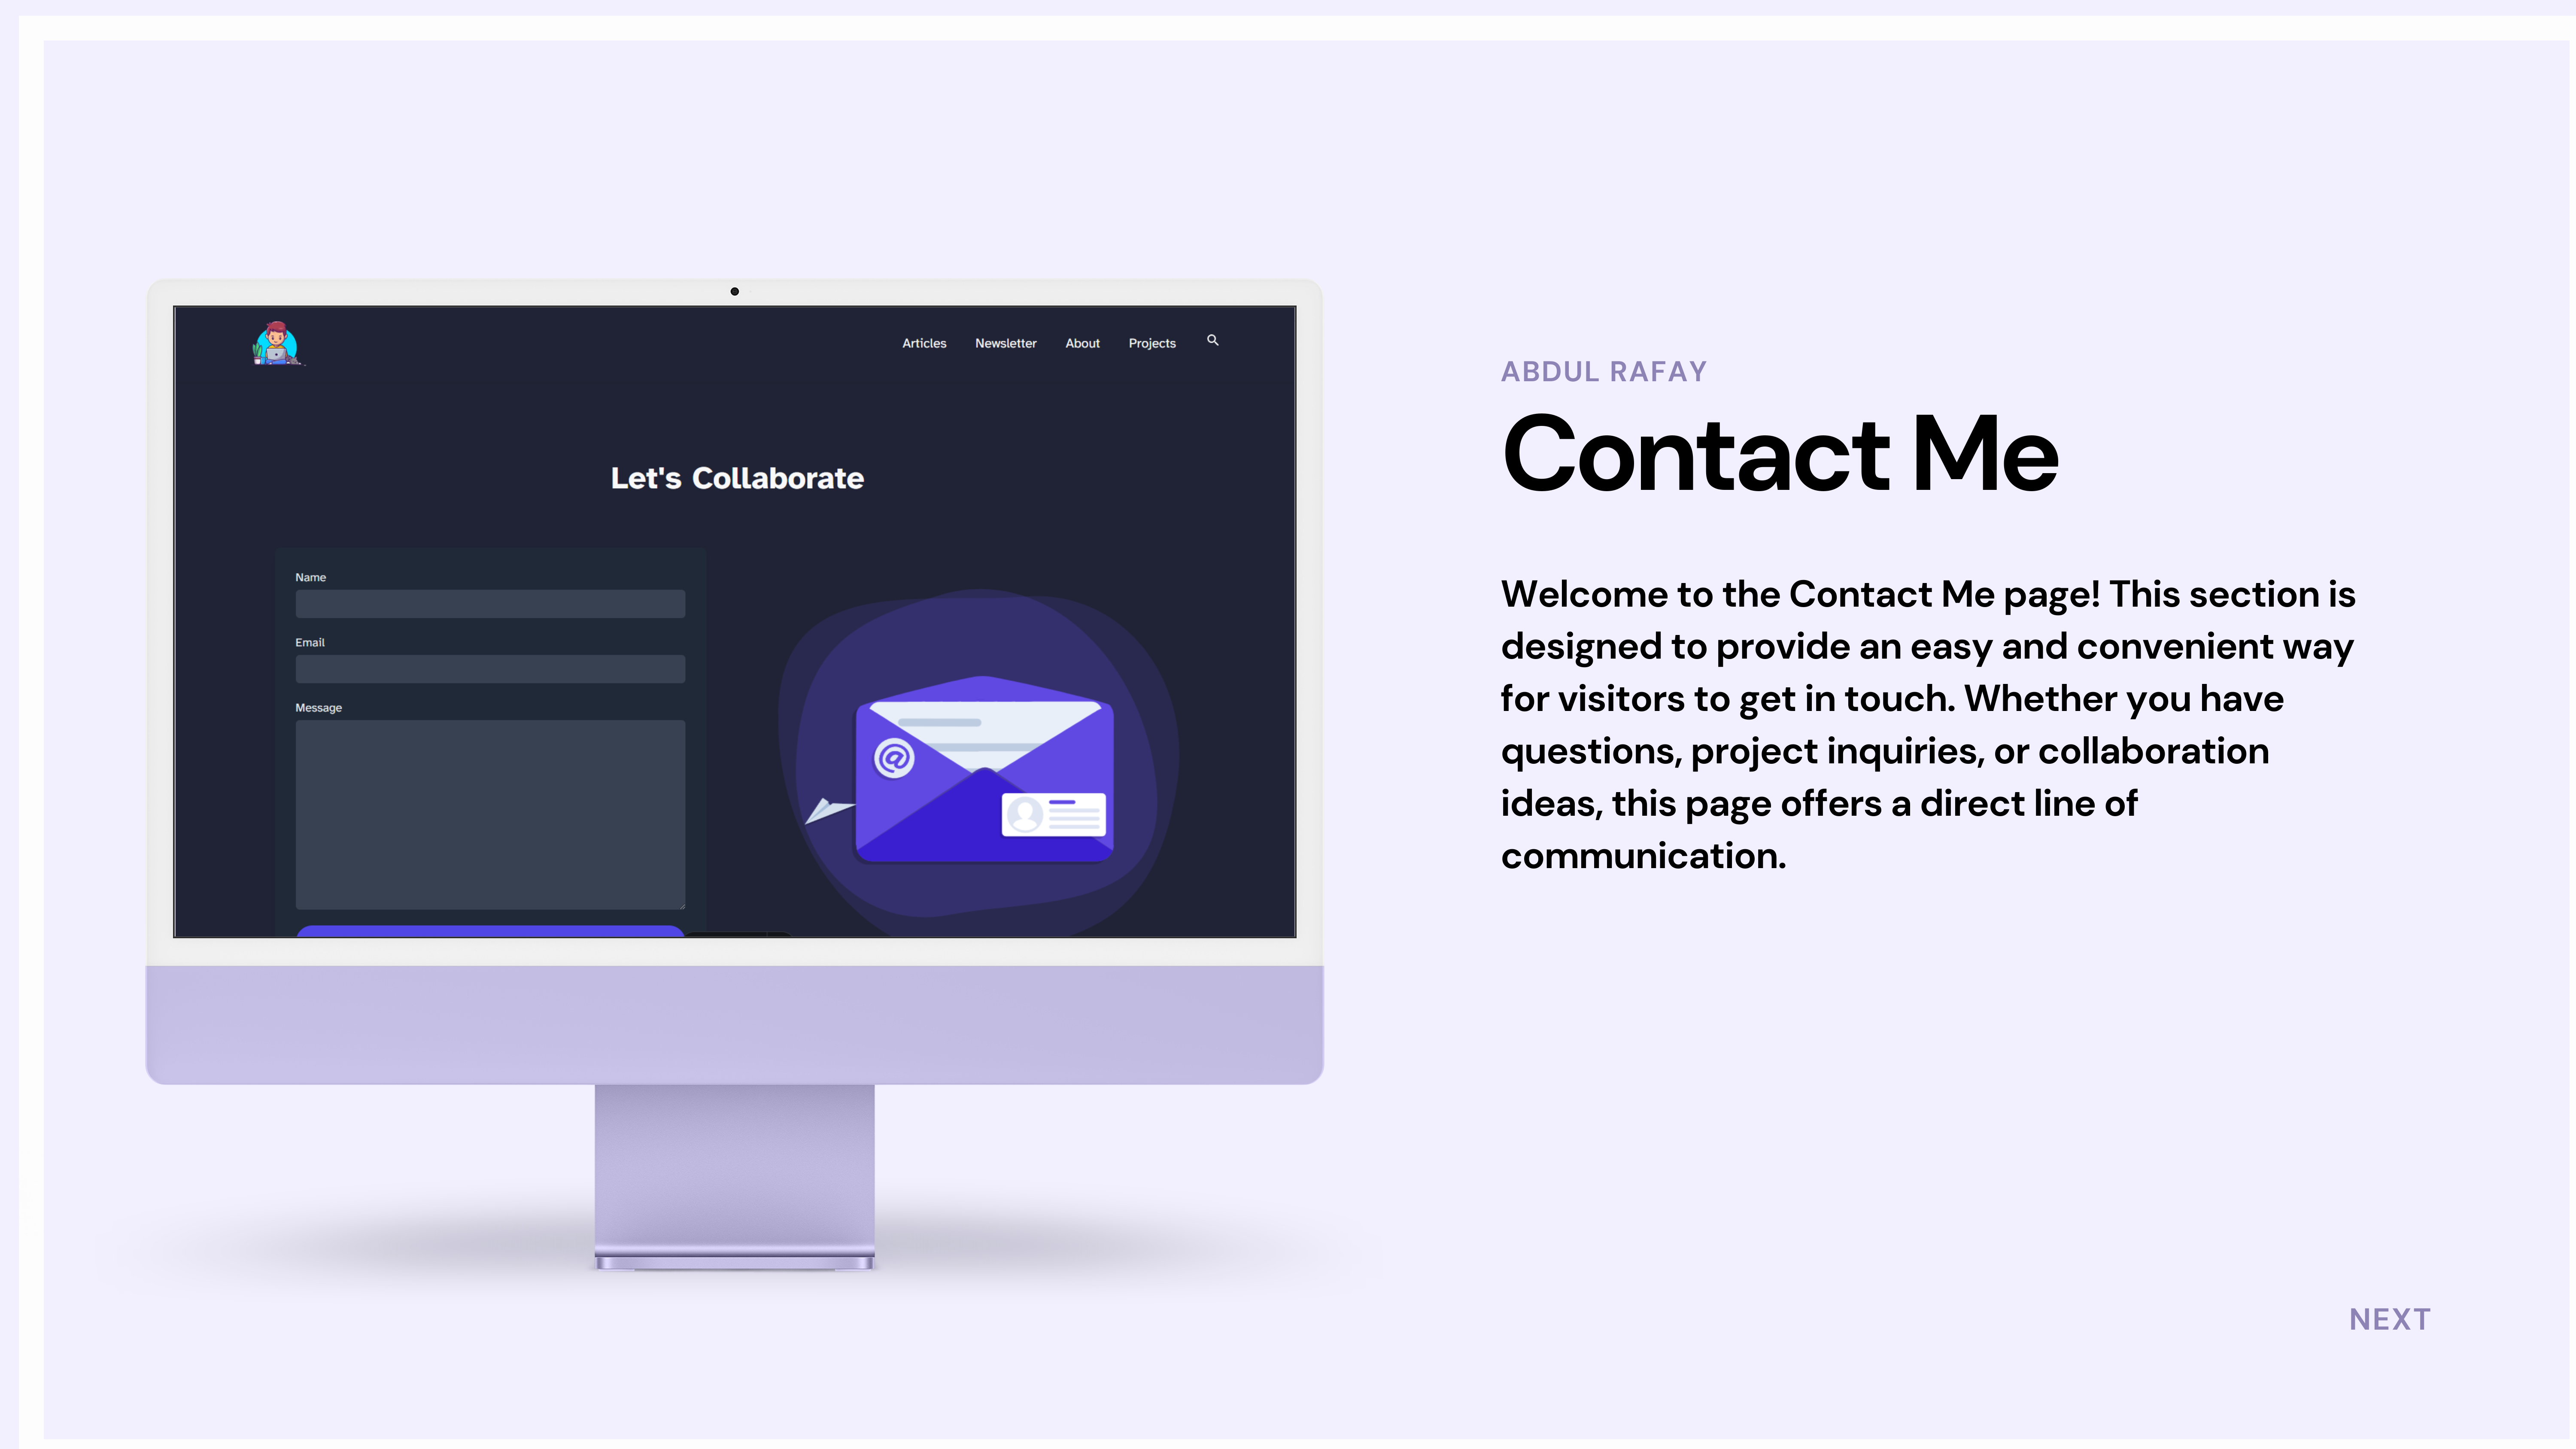 Articles Newsletter About Projects
Let's Collaborate
Name
Email
Message
@
ABDUL RAFAY
Contact Me
Welcome to the Contact Me page! This section is
designed to provide an easy and convenient way
for visitors to get in touch. Whether you have
questions, project inquiries, or collaboration
ideas, this page offers a direct line of
communication.
NEXT